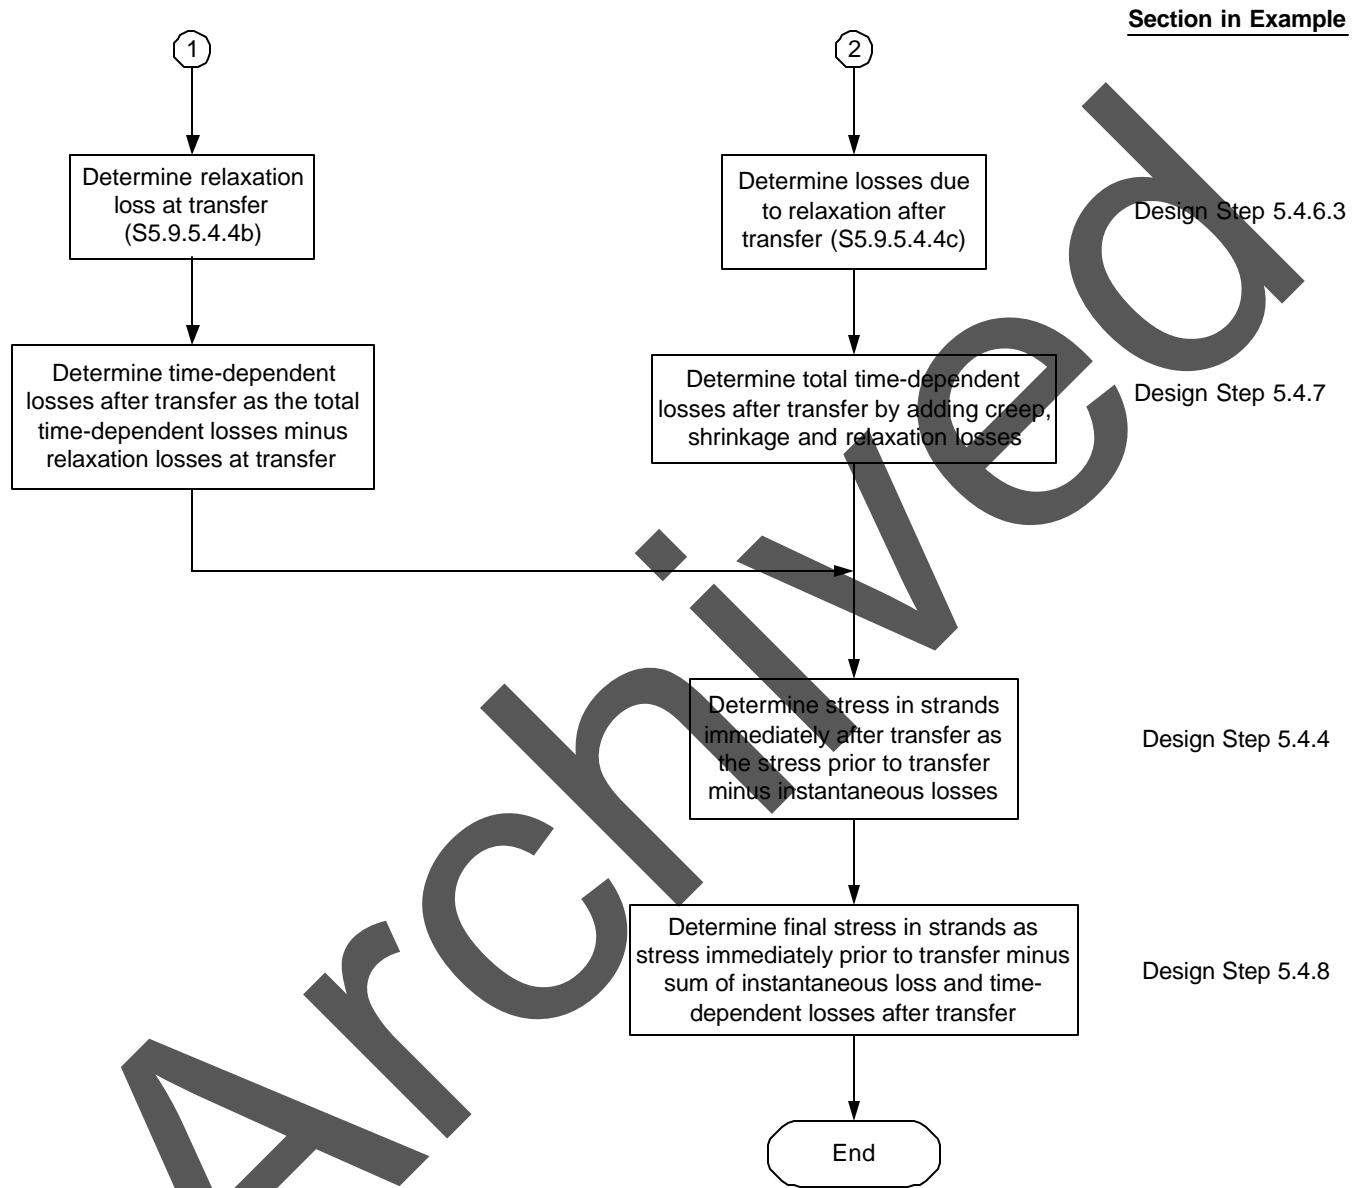 Section in Example
1
2
Determine relaxation
loss at transfer
(S5.9.5.4.4b)
Determine losses due
to relaxation after
transfer (S5.9.5.4.4c)
Design Step 5.4.6.3
Determine time-dependent
losses after transfer as the total
time-dependent losses minus
relaxation losses at transfer
Determine total time-dependent
losses after transfer by adding creep,
shrinkage and relaxation losses
Design Step 5.4.7
Determine stress in strands
immediately after transfer as
the stress prior to transfer
minus instantaneous losses
Design Step 5.4.4
Determine final stress in strands as
stress immediately prior to transfer minus
sum of instantaneous loss and time-
dependent losses after transfer
Design Step 5.4.8
End
Archived